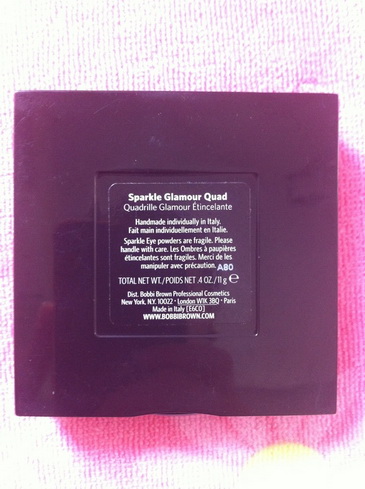 Sparkle Glamour Quad
Quadrille Glamour Étincelante
Handmade individually in Italy.
Fait main individuellement en Italie.
Sparkle Eye powders are fragile. Please
handle with care. Les Ombres à paupières
étincelantes sont fragiles. Merci de les
manipuler avec précaution. A80
TOTAL NET WT./POIDS NET .4 OZ./11 g ℮
Dist. Bobbi Brown Professional Cosmetics
New York, N.Y. 10022 • London W1K 3BQ • Paris
Made in Italy [E6C0]
WWW.BOBBIBROWN.COM